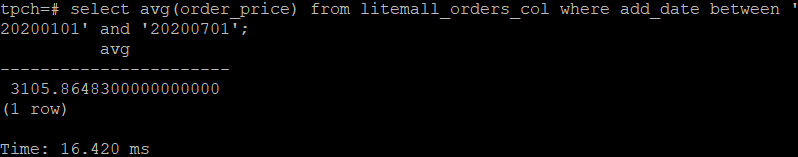 tpch=# select avg(order_price) from litemall_orders_col where add_date between '
20200101' and '20200701';
          avg
-----------------------
 3105.8648300000000000
(1 row)

Time: 16.420 ms